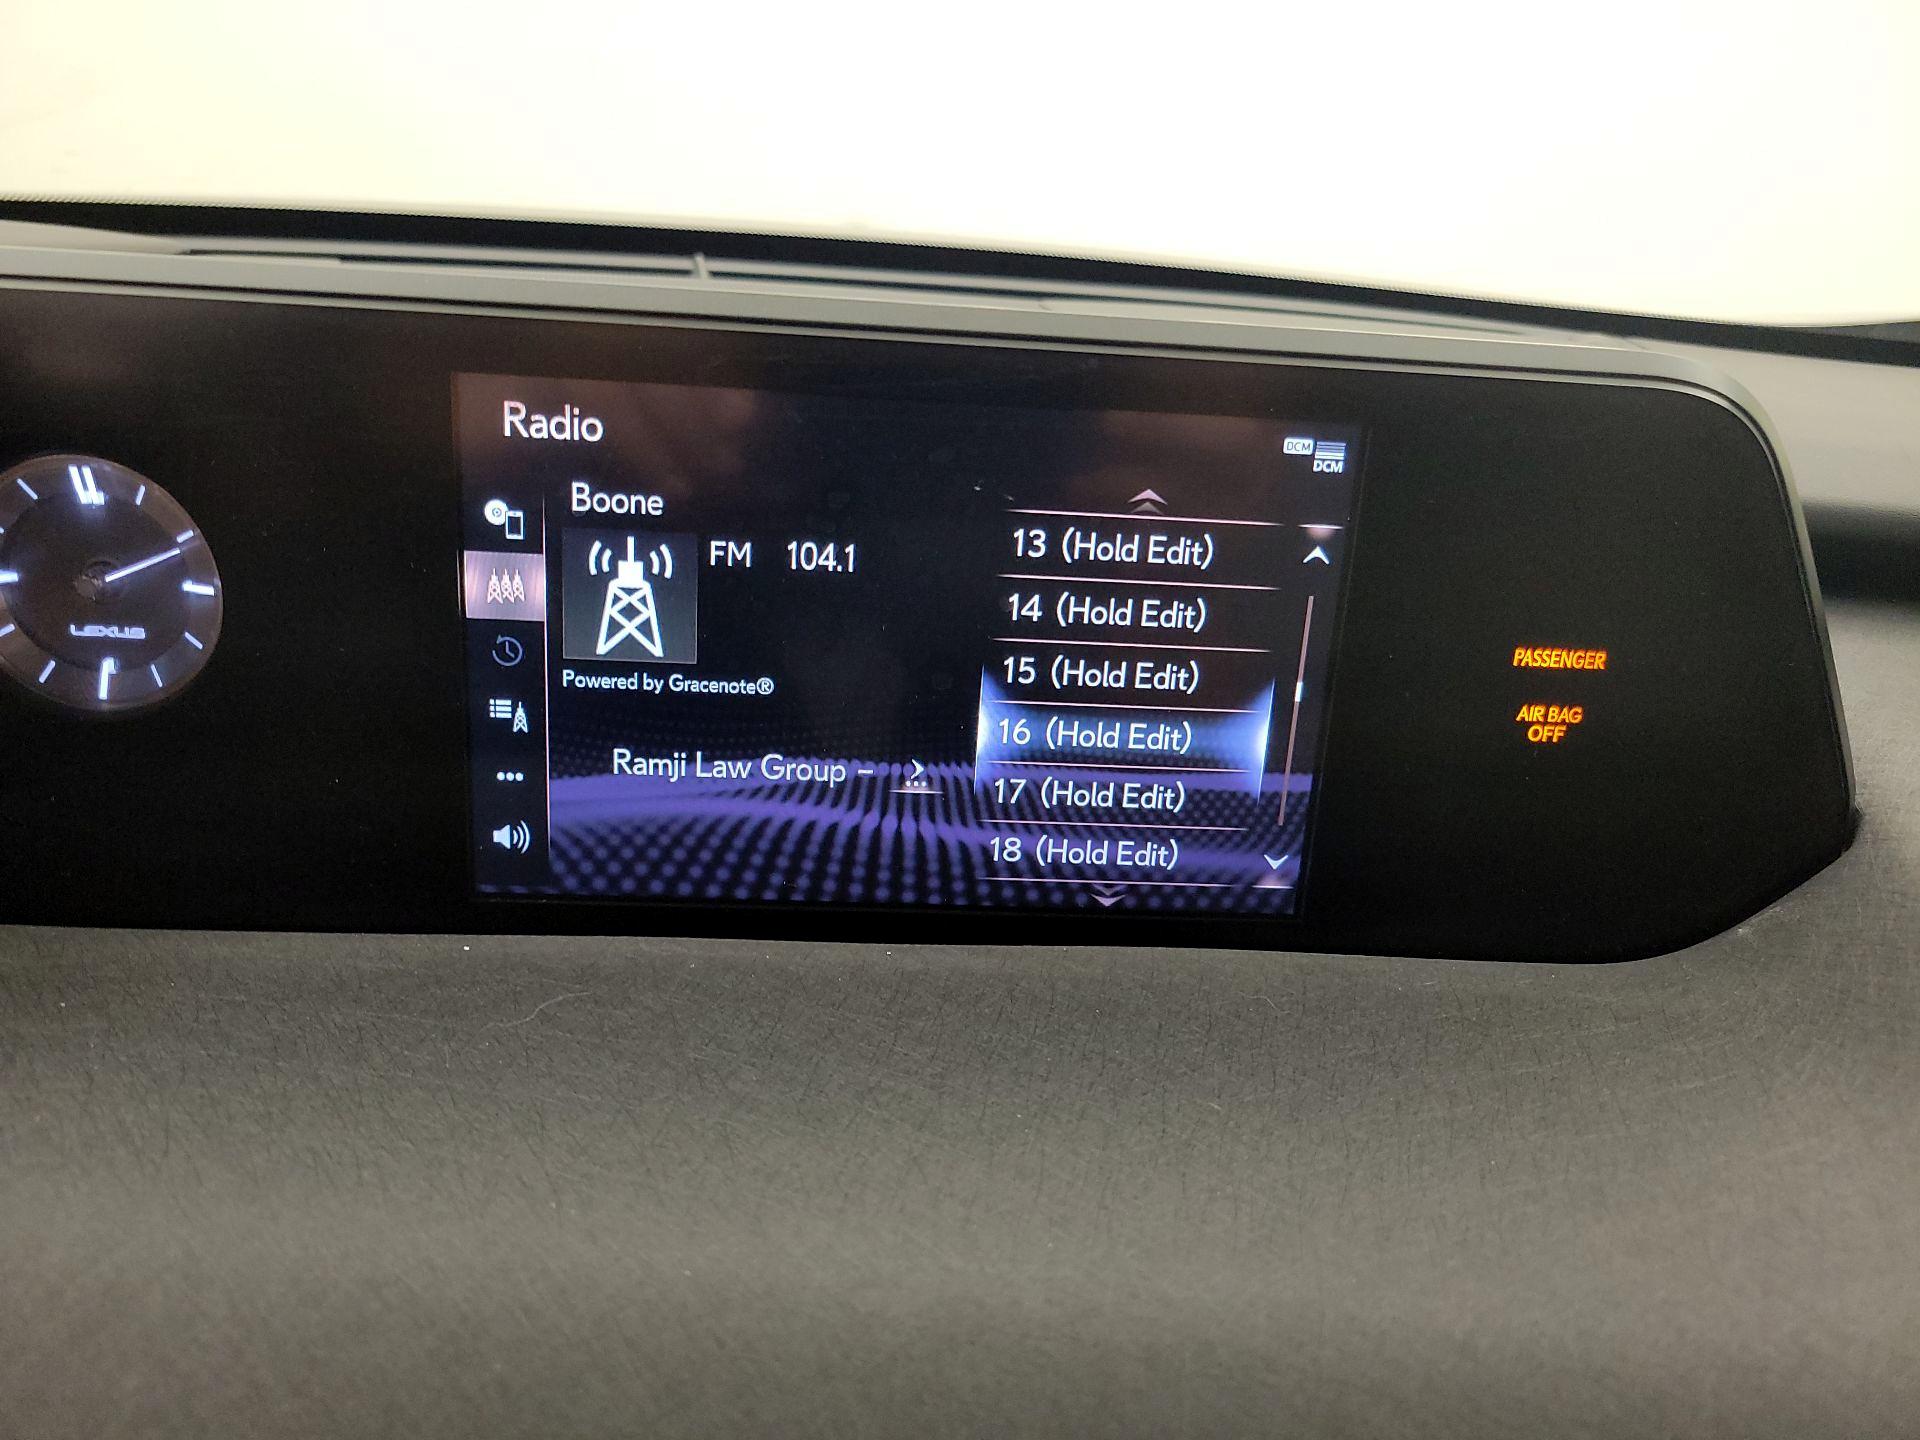 Radio
DCM
DCM
Boone
FM 104.1
Powered by Gracenote®
Ramji Law Group –
13 (Hold Edit)
14 (Hold Edit)
15 (Hold Edit)
16 (Hold Edit)
17 (Hold Edit)
18 (Hold Edit)
LEXUS
PASSENGER
AIR BAG
OFF